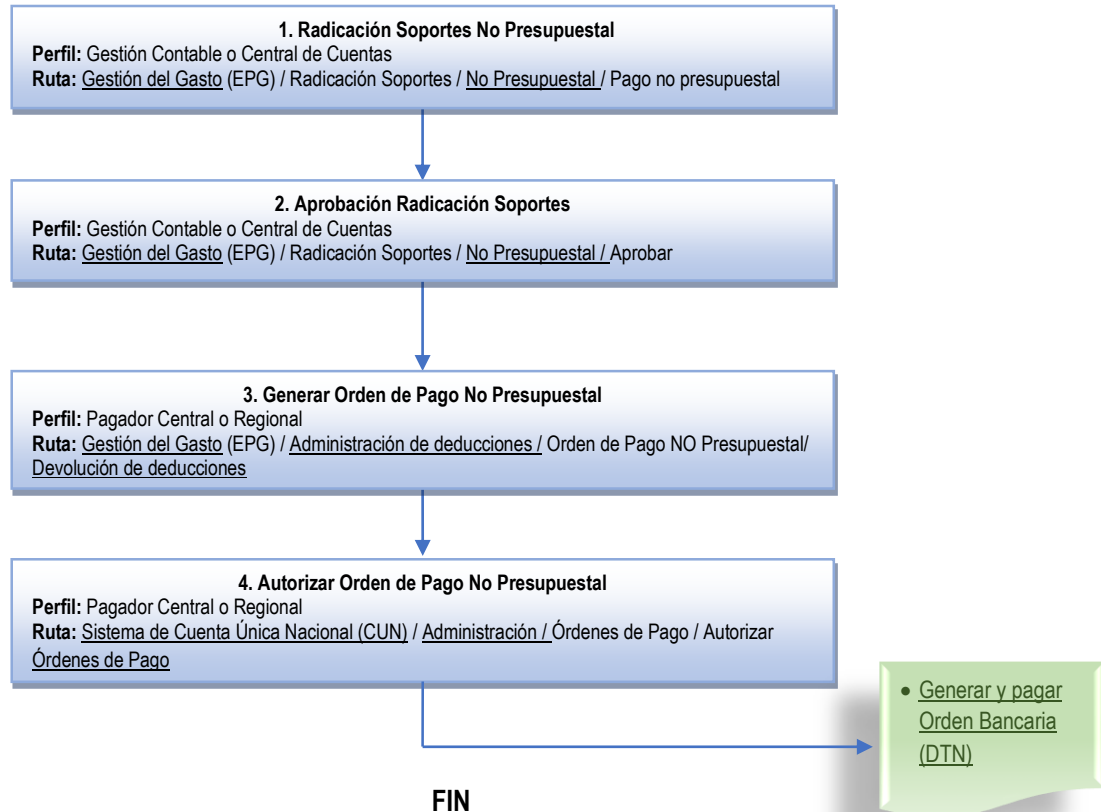 1. Radicación Soportes No Presupuestal
Perfil: Gestión Contable o Central de Cuentas
Ruta: Gestión del Gasto (EPG) / Radicación Soportes / No Presupuestal / Pago no presupuestal
2. Aprobación Radicación Soportes
Perfil: Gestión Contable o Central de Cuentas
Ruta: Gestión del Gasto (EPG) / Radicación Soportes / No Presupuestal / Aprobar
3. Generar Orden de Pago No Presupuestal
Perfil: Pagador Central o Regional
Ruta: Gestión del Gasto (EPG) / Administración de deducciones / Orden de Pago NO Presupuestal/
Devolución de deducciones
4. Autorizar Orden de Pago No Presupuestal
Perfil: Pagador Central o Regional
Ruta: Sistema de Cuenta Única Nacional (CUN) / Administración / Órdenes de Pago / Autorizar
Órdenes de Pago
• Generar y pagar
Orden Bancaria
(DTN)
FIN